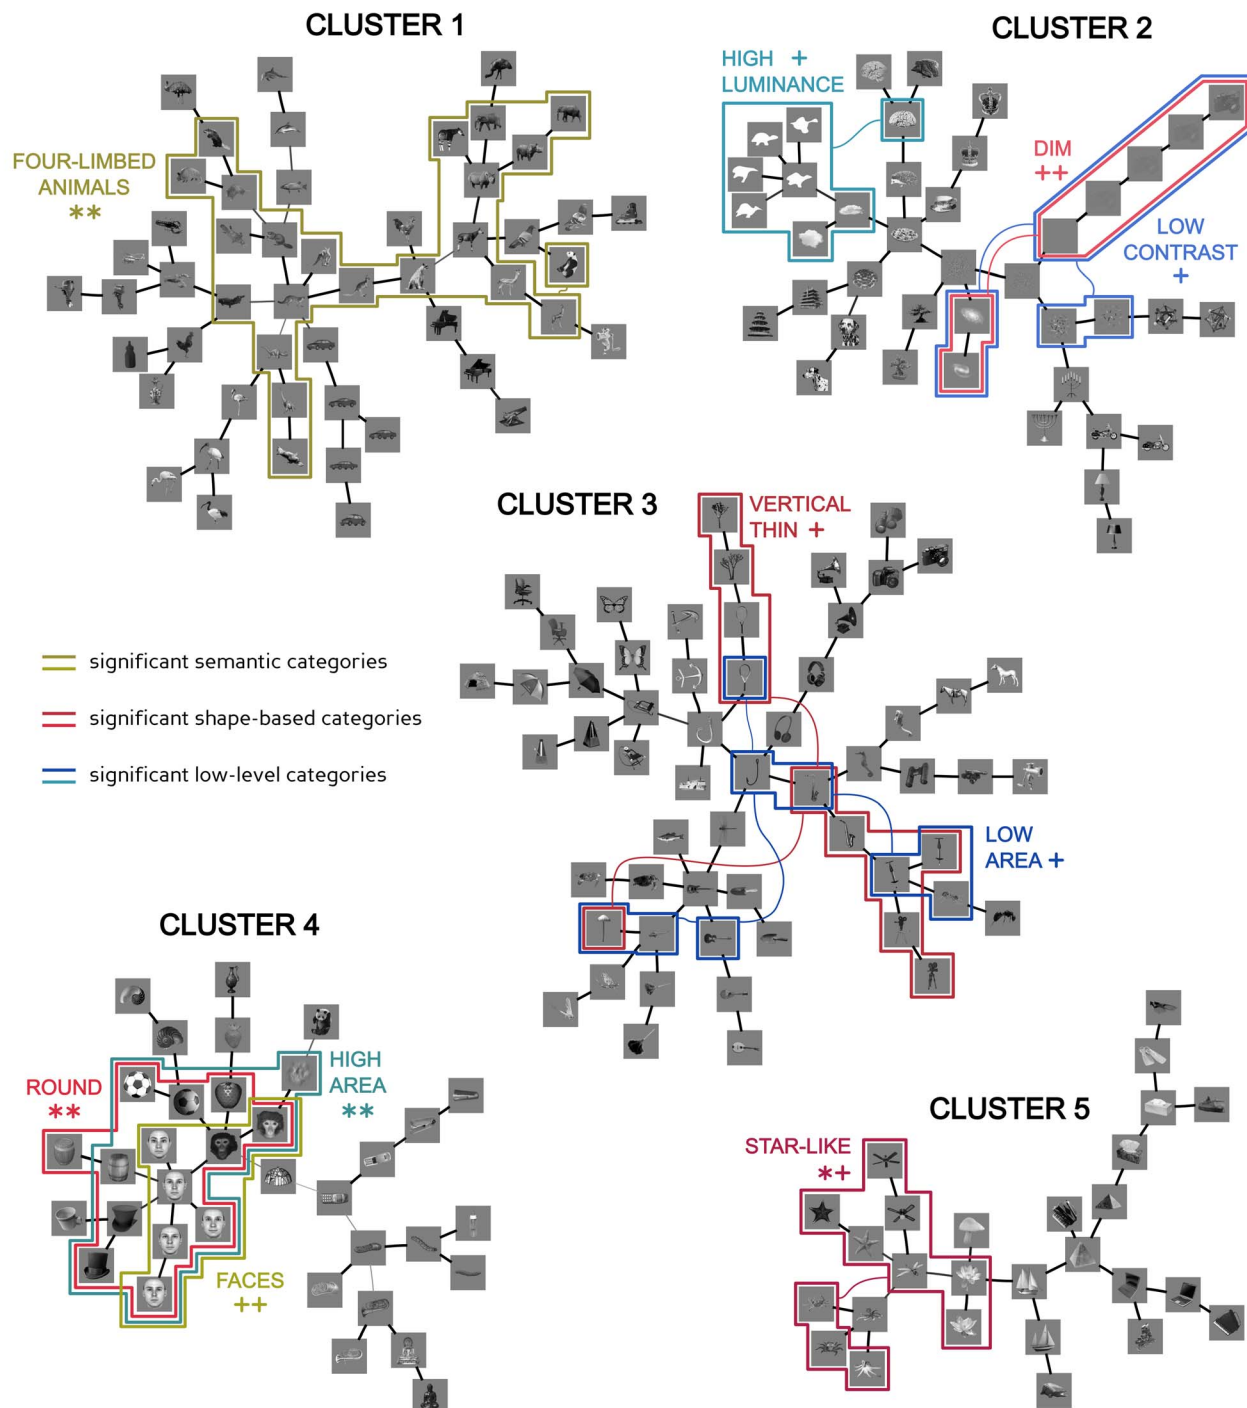 CLUSTER 1
CLUSTER 2
HIGH +
LUMINANCE
FOUR-LIMBED
ANIMALS
**
DIM
++
LOW
CONTRAST
+
CLUSTER 3
VERTICAL
THIN +
significant semantic categories
significant shape-based categories
significant low-level categories
LOW
AREA +
CLUSTER 4
ROUND
**
HIGH
AREA
**
FACES
++
CLUSTER 5
STAR-LIKE
*+